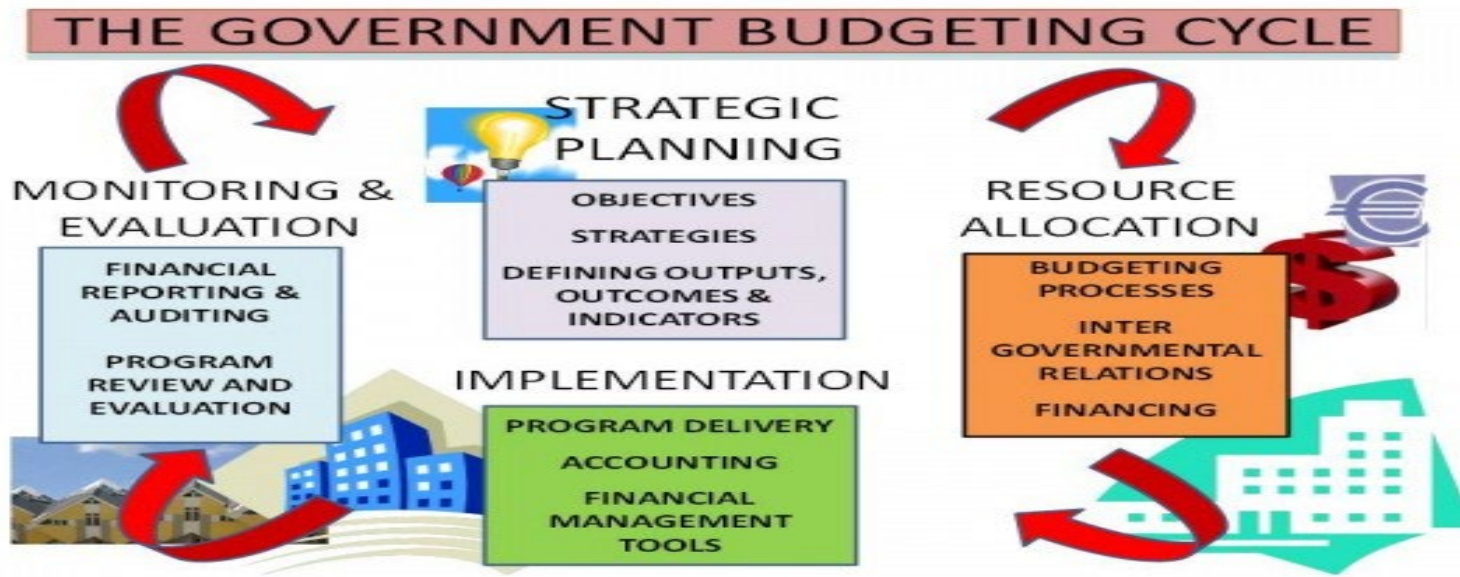 THE GOVERNMENT BUDGETING CYCLE
STRATEGIC
PLANNING
OBJECTIVES
STRATEGIES
DEFINING OUTPUTS,
OUTCOMES &
INDICATORS
RESOURCE
ALLOCATION
BUDGETING
PROCESSES
INTER
GOVERNMENTAL
RELATIONS
FINANCING
IMPLEMENTATION
PROGRAM DELIVERY
ACCOUNTING
FINANCIAL
MANAGEMENT
TOOLS
MONITORING &
EVALUATION
FINANCIAL
REPORTING &
AUDITING
PROGRAM
REVIEW AND
EVALUATION